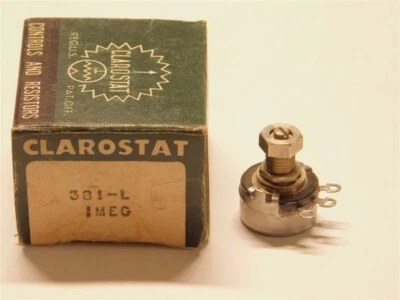 CONTROLS AND RESISTORS
REG.U.S.
CLAROSTAT
PAT.OFF.
CLAROSTAT
381-L
1MEG